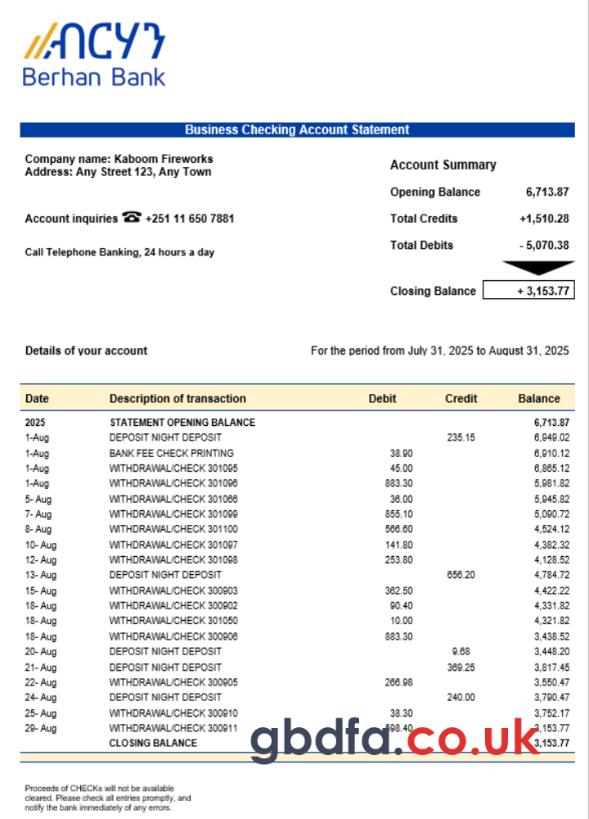 Berhan Bank
Business Checking Account Statement
Company name: Kaboom Fireworks
Address: Any Street 123, Any Town
Account inquiries ☎ +251 11 650 7881
Call Telephone Banking, 24 hours a day
Account Summary
Opening Balance 6,713.87
Total Credits +1,510.28
Total Debits - 5,070.38
Closing Balance + 3,153.77
Details of your account For the period from July 31, 2025 to August 31, 2025
Date Description of transaction Debit Credit Balance
2025 STATEMENT OPENING BALANCE 6,713.87
1-Aug DEPOSIT NIGHT DEPOSIT 235.15 6,949.02
1-Aug BANK FEE CHECK PRINTING 38.90 6,910.12
1-Aug WITHDRAWAL/CHECK 301095 45.00 6,865.12
1-Aug WITHDRAWAL/CHECK 301096 883.30 5,981.82
5- Aug WITHDRAWAL/CHECK 301066 36.00 5,945.82
7- Aug WITHDRAWAL/CHECK 301099 855.10 5,090.72
8- Aug WITHDRAWAL/CHECK 301100 566.60 4,524.12
10- Aug WITHDRAWAL/CHECK 301097 141.80 4,382.32
12- Aug WITHDRAWAL/CHECK 301098 253.80 4,128.52
13- Aug DEPOSIT NIGHT DEPOSIT 656.20 4,784.72
15- Aug WITHDRAWAL/CHECK 300903 362.50 4,422.22
18- Aug WITHDRAWAL/CHECK 300902 90.40 4,331.82
18- Aug WITHDRAWAL/CHECK 301050 10.00 4,321.82
18- Aug WITHDRAWAL/CHECK 300906 883.30 3,438.52
20- Aug DEPOSIT NIGHT DEPOSIT 9.68 3,448.20
21- Aug DEPOSIT NIGHT DEPOSIT 369.25 3,817.45
22- Aug WITHDRAWAL/CHECK 300905 266.98 3,550.47
24- Aug DEPOSIT NIGHT DEPOSIT 240.00 3,790.47
25- Aug WITHDRAWAL/CHECK 300910 38.30 3,752.17
29- Aug WITHDRAWAL/CHECK 300911 598.40 3,153.77
CLOSING BALANCE 3,153.77
gbdfa.co.uk
Proceeds of CHECKs will not be available
cleared. Please check all entries promptly, and
notify the bank immediately of any errors.